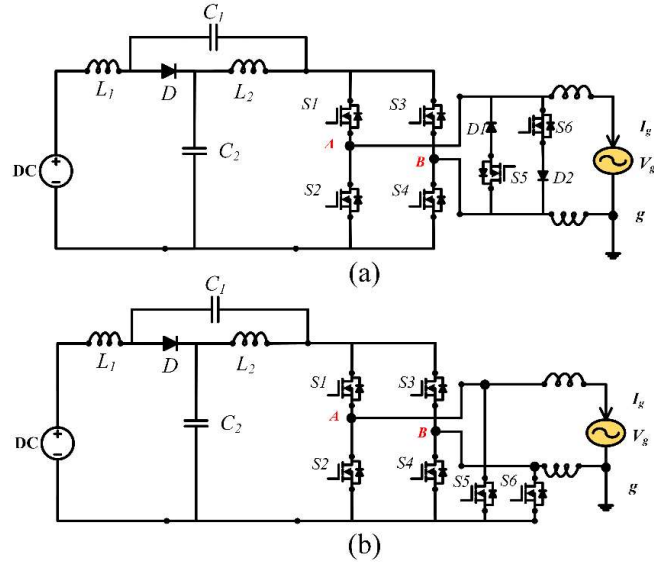 C1
L1 D L2
C2
DC
S1 S3
A
B
S2 S4
D1 S6
S5 D2
Ig
Vg
g
(a)
C1
L1 D L2
C2
DC
S1 S3
A
B
S2 S4
S5 S6
Ig
Vg
g
(b)